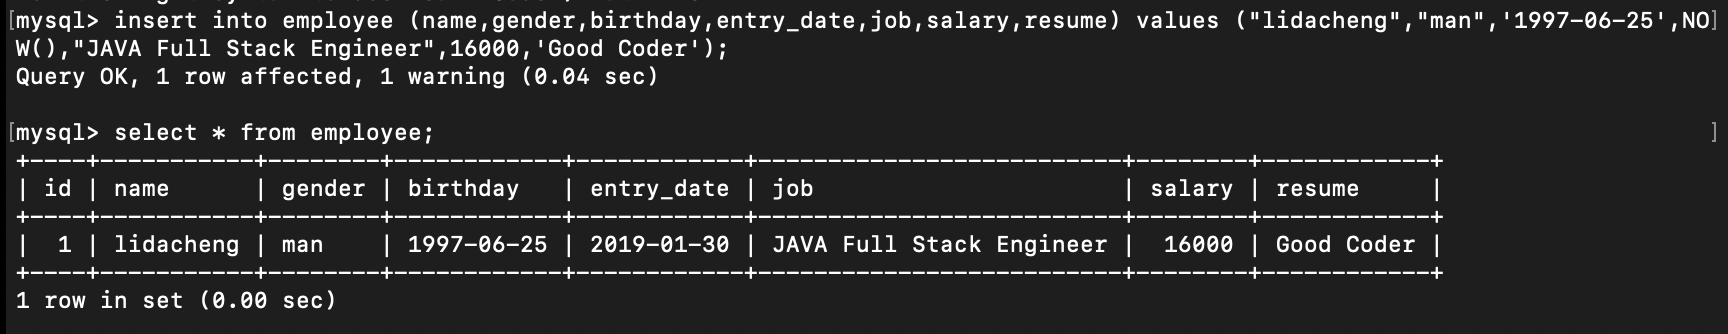 [mysql> insert into employee (name,gender,birthday,entry_date,job,salary,resume) values ("lidacheng","man",'1997-06-25',NO]
W(),"JAVA Full Stack Engineer",16000,'Good Coder');
Query OK, 1 row affected, 1 warning (0.04 sec)
[mysql> select * from employee; ]
+----+-----------+--------+------------+------------+--------------------------+--------+------------+
| id | name      | gender | birthday   | entry_date | job                      | salary | resume     |
+----+-----------+--------+------------+------------+--------------------------+--------+------------+
|  1 | lidacheng | man    | 1997-06-25 | 2019-01-30 | JAVA Full Stack Engineer |  16000 | Good Coder |
+----+-----------+--------+------------+------------+--------------------------+--------+------------+
1 row in set (0.00 sec)